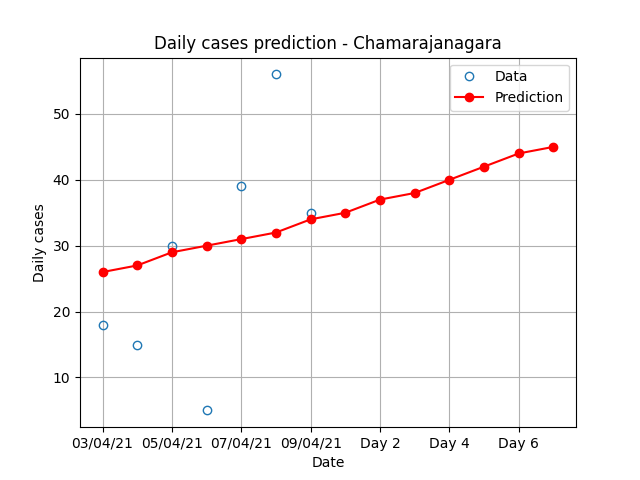 Daily cases prediction - Chamarajanagara
Data
Prediction
Daily cases
50
40
30
20
10
03/04/21 05/04/21 07/04/21 09/04/21 Day 2 Day 4 Day 6
Date